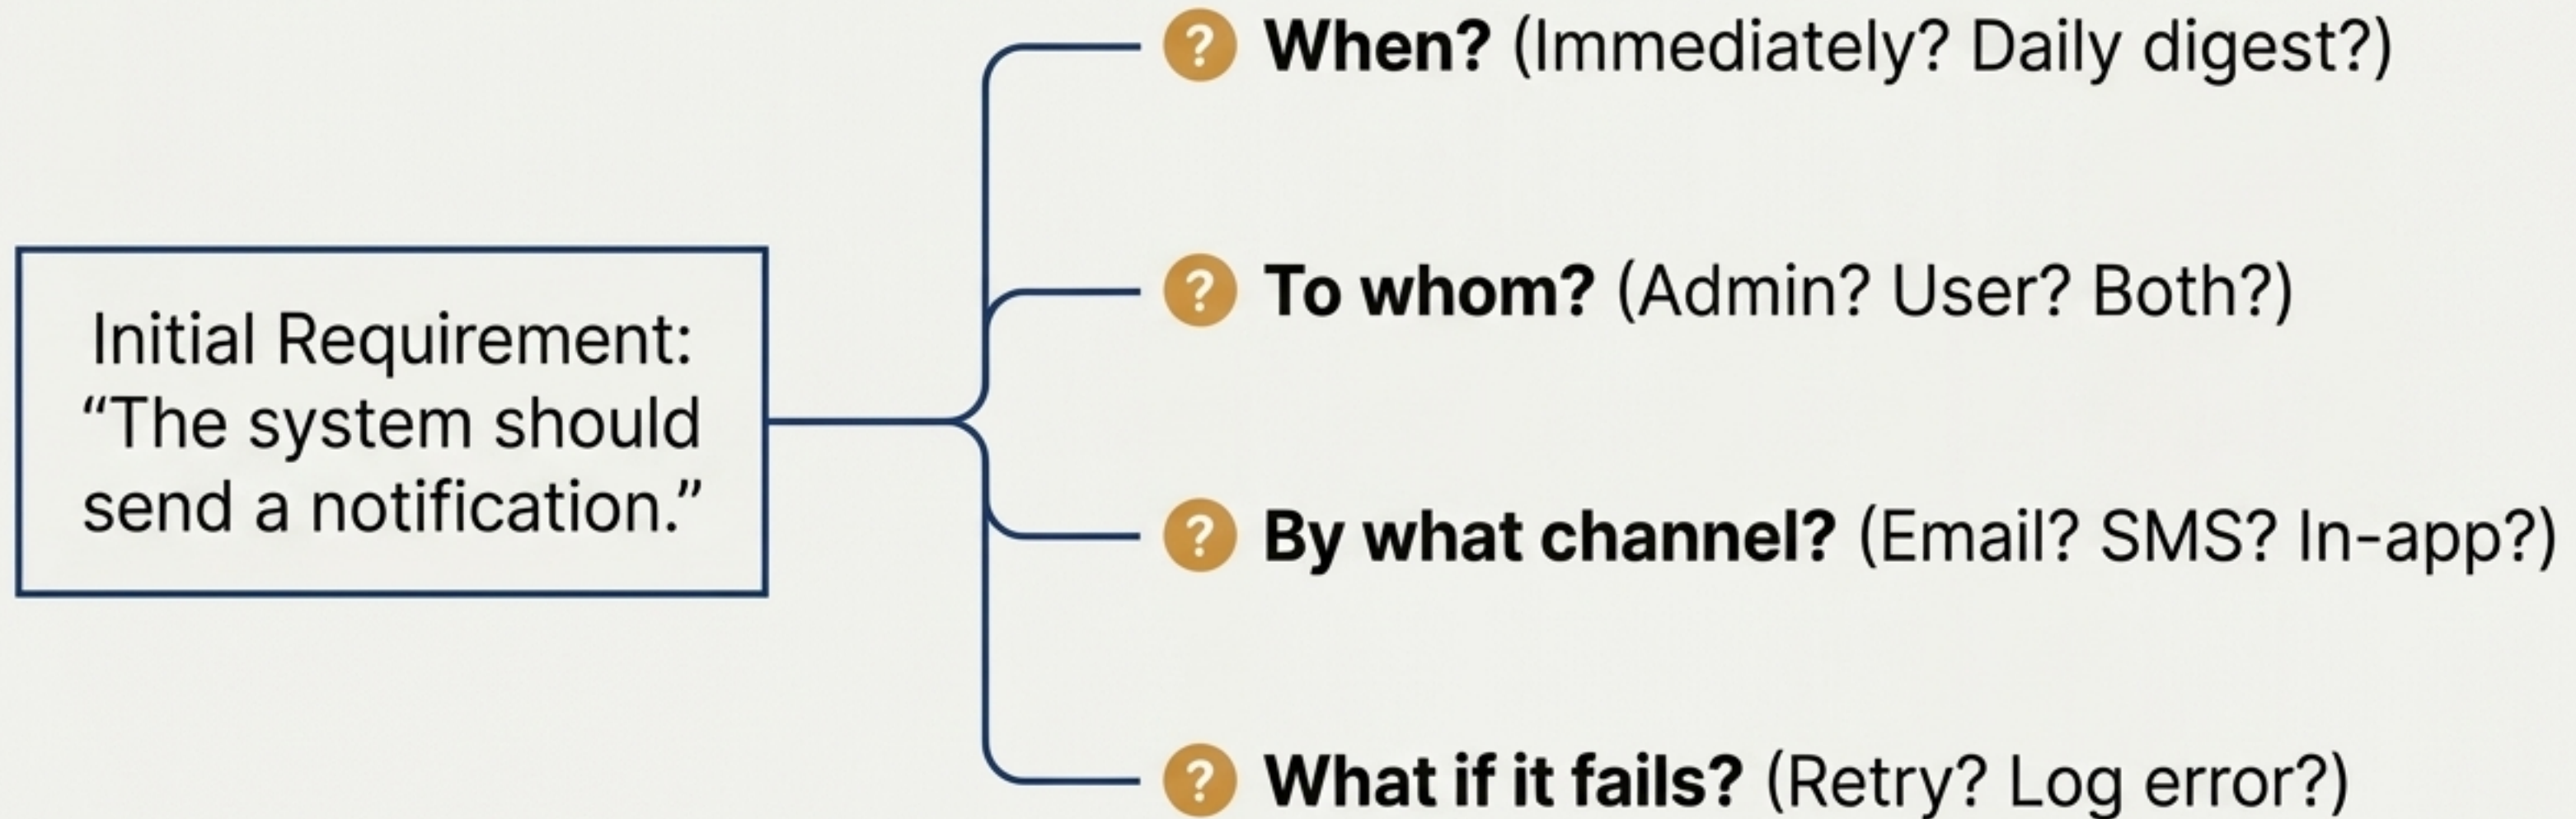 Initial Requirement:
“The system should
send a notification.”
? When? (Immediately? Daily digest?)
? To whom? (Admin? User? Both?)
? By what channel? (Email? SMS? In-app?)
? What if it fails? (Retry? Log error?)